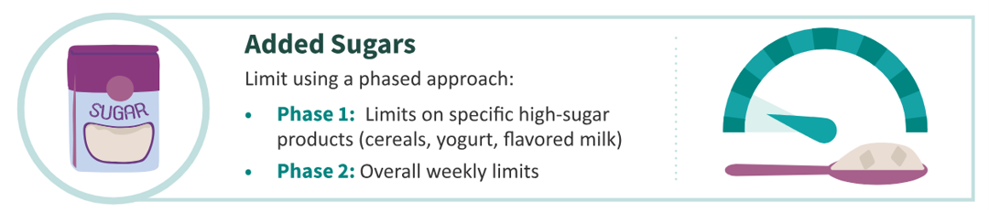 SUGAR
Added Sugars
Limit using a phased approach:
• Phase 1: Limits on specific high-sugar
products (cereals, yogurt, flavored milk)
• Phase 2: Overall weekly limits